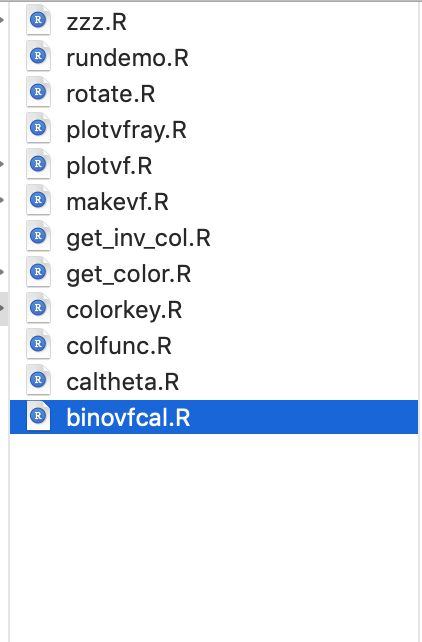 zzz.R
rundemo.R
rotate.R
plotvfray.R
plotvf.R
makevf.R
get_inv_col.R
get_color.R
colorkey.R
colfunc.R
caltheta.R
binovfcal.R